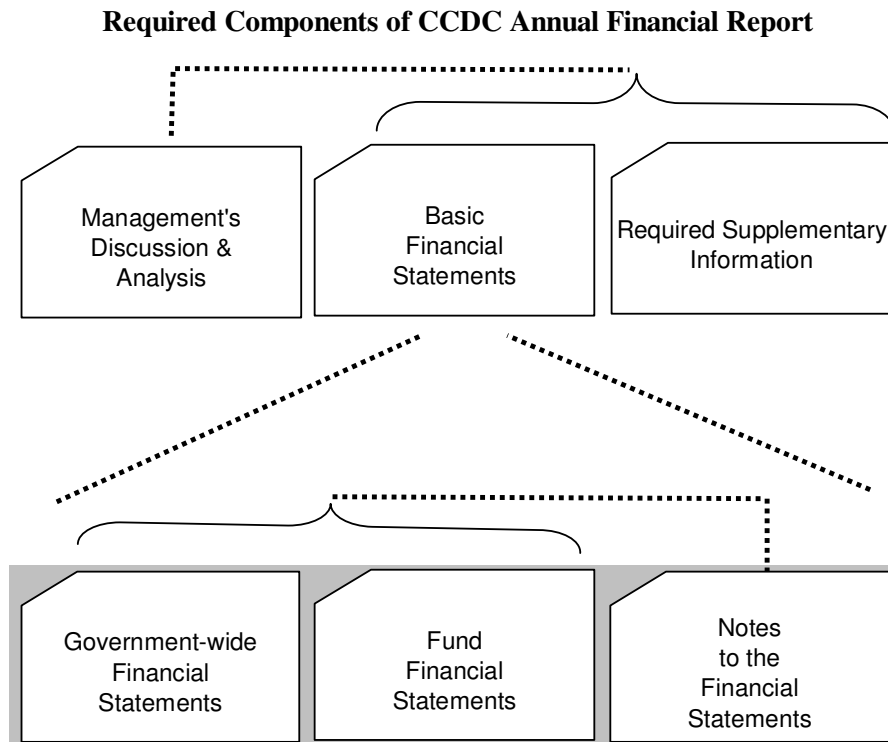 Required Components of CCDC Annual Financial Report
Management's
Discussion &
Analysis
Basic
Financial
Statements
Required Supplementary
Information
Government-wide
Financial
Statements
Fund
Financial
Statements
Notes
to the
Financial
Statements